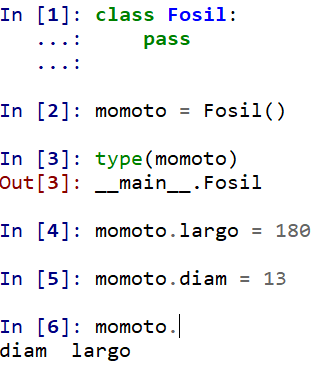 In [1]: class Fosil:
   ...:     pass
   ...:
In [2]: momoto = Fosil()
In [3]: type(momoto)
Out[3]: __main__.Fosil
In [4]: momoto.largo = 180
In [5]: momoto.diam = 13
In [6]: momoto.
diam  largo